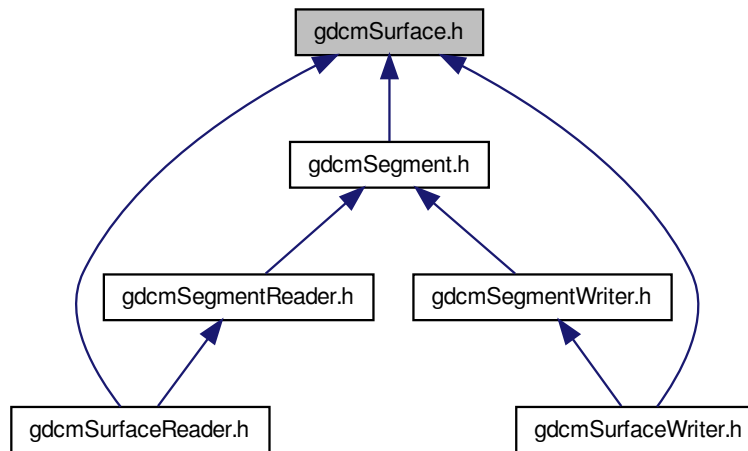 gdcmSurface.h
gdcmSegment.h
gdcmSegmentReader.h
gdcmSegmentWriter.h
gdcmSurfaceReader.h
gdcmSurfaceWriter.h